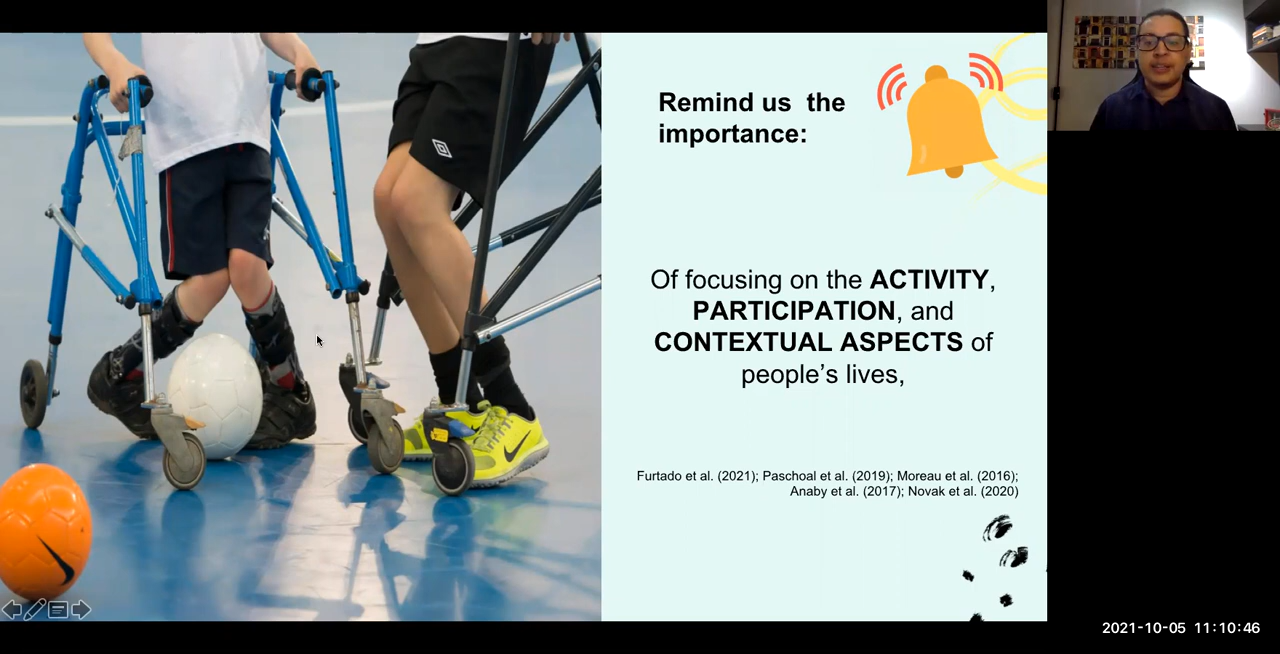 Remind us  the
importance:
Of focusing on the ACTIVITY,
PARTICIPATION, and
CONTEXTUAL ASPECTS of
people’s lives,
Furtado et al. (2021); Paschoal et al. (2019); Moreau et al. (2016);
Anaby et al. (2017); Novak et al. (2020)
2021-10-05 11:10:46